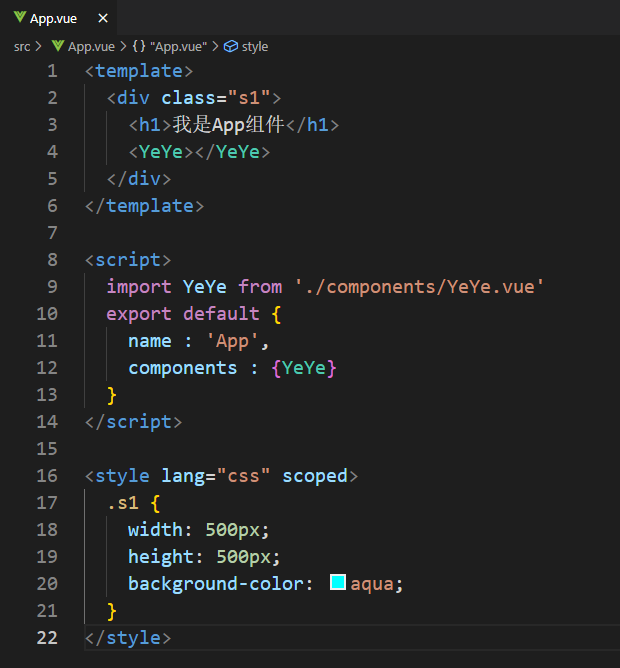 App.vue ×
src > App.vue > {} "App.vue" > style
1 <template>
2   <div class="s1">
3     <h1>我是App组件</h1>
4     <YeYe></YeYe>
5   </div>
6 </template>
7
8 <script>
9   import YeYe from './components/YeYe.vue'
10   export default {
11     name : 'App',
12     components : {YeYe}
13   }
14 </script>
15
16 <style lang="css" scoped>
17   .s1 {
18     width: 500px;
19     height: 500px;
20     background-color: aqua;
21   }
22 </style>